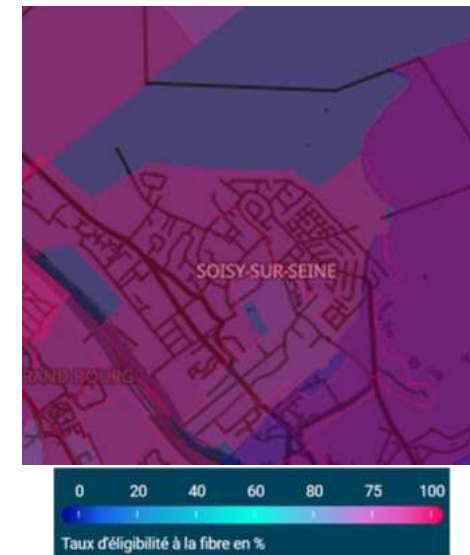 SOISY-SUR-SEINE
RAND BOURG
0 20 40 60 80 75 100
Taux d'éligibilité à la fibre en %